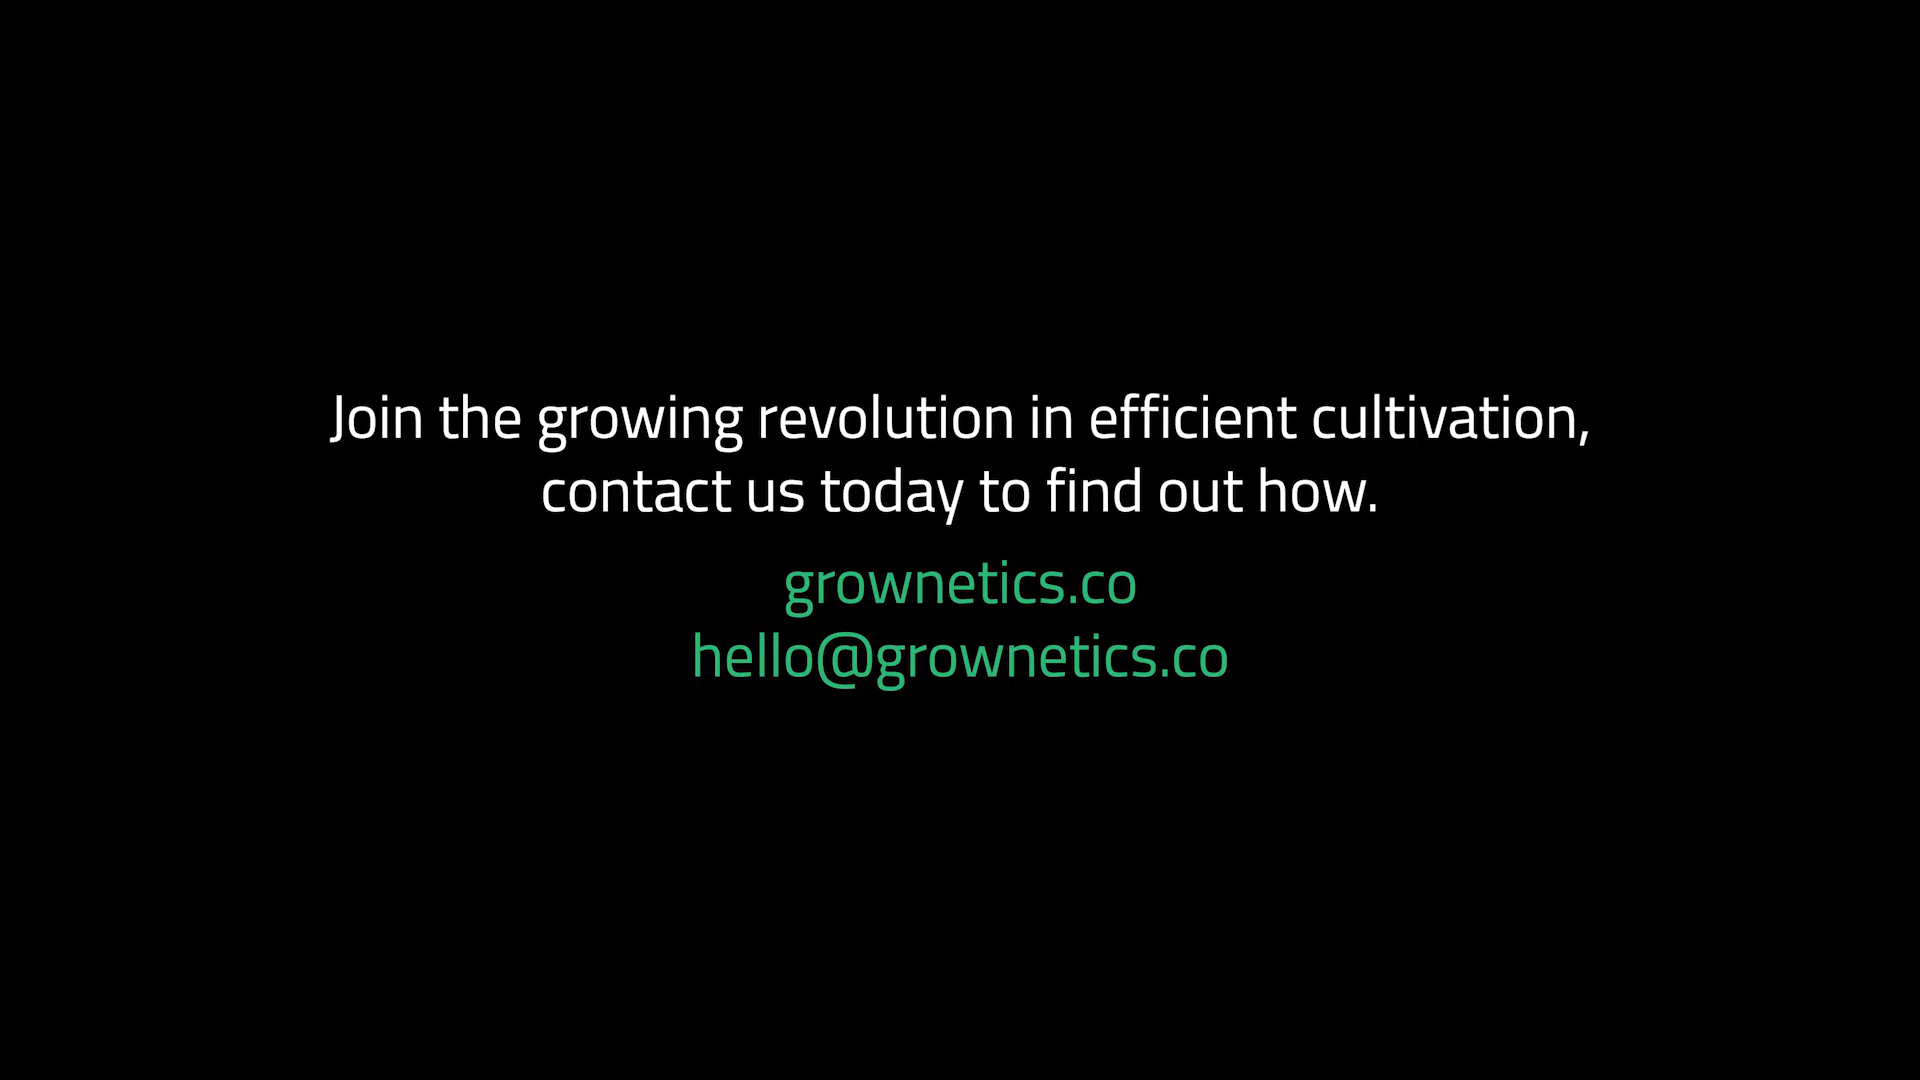 Join the growing revolution in efficient cultivation,
contact us today to find out how.
grownetics.co
hello@grownetics.co